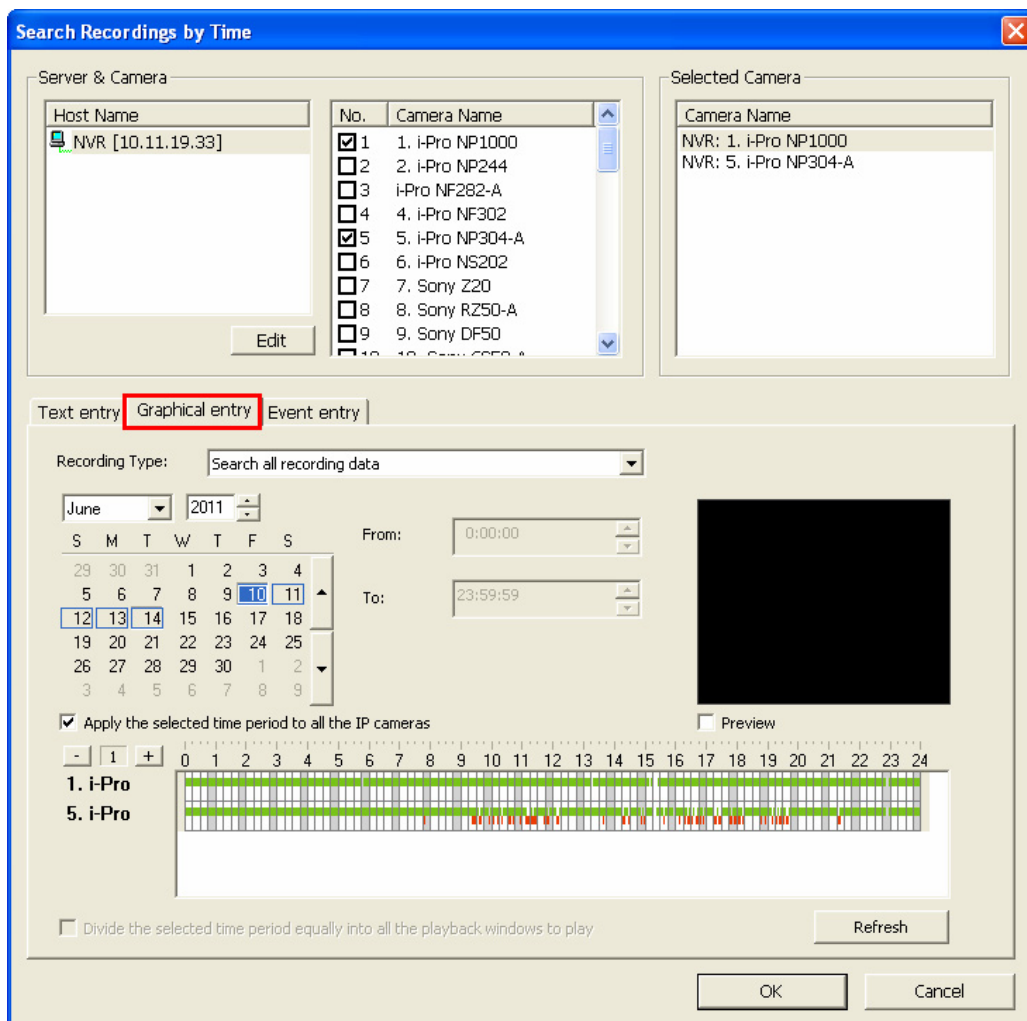 Search Recordings by Time
Server & Camera
Host Name
NVR [10.11.19.33]
Edit
No. Camera Name
1 1. i-Pro NP1000
2 2. i-Pro NP244
3 i-Pro NF282-A
4 4. i-Pro NF302
5 5. i-Pro NP304-A
6 6. i-Pro NS202
7 7. Sony Z20
8 8. Sony RZ50-A
9 9. Sony DF50
Selected Camera
Camera Name
NVR: 1. i-Pro NP1000
NVR: 5. i-Pro NP304-A
Text entry Graphical entry Event entry
Recording Type: Search all recording data
June 2011
S M T W T F S
29 30 31 1 2 3 4
5 6 7 8 9 10 11
12 13 14 15 16 17 18
19 20 21 22 23 24 25
26 27 28 29 30 1 2
3 4 5 6 7 8 9
From: 0:00:00
To: 23:59:59
Apply the selected time period to all the IP cameras
Preview
- 1 + 0 1 2 3 4 5 6 7 8 9 10 11 12 13 14 15 16 17 18 19 20 21 22 23 24
1. i-Pro
5. i-Pro
Divide the selected time period equally into all the playback windows to play
Refresh
OK Cancel